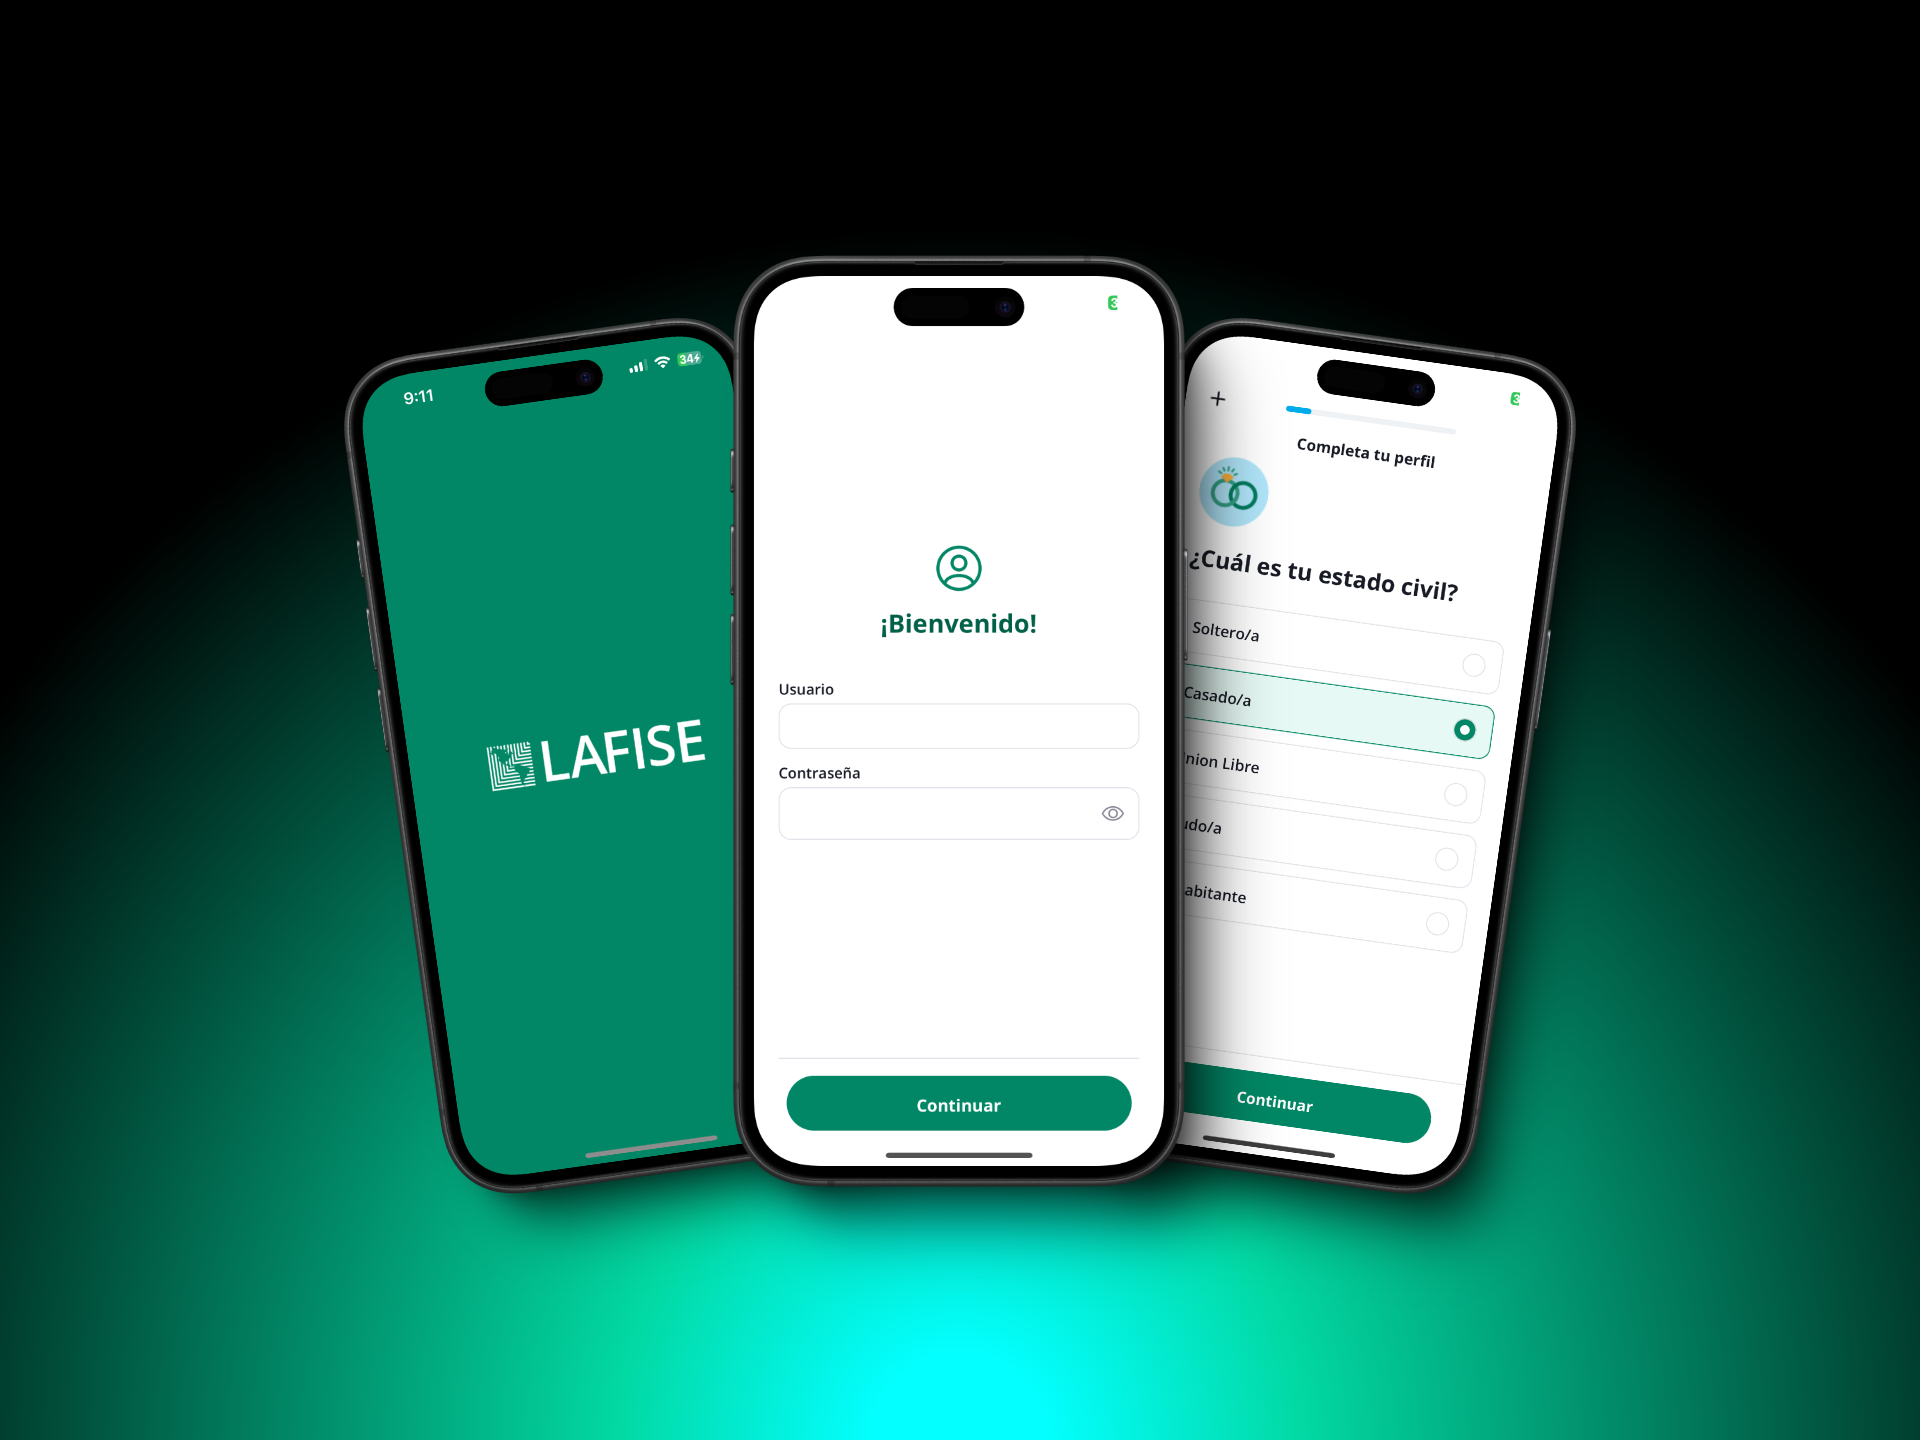 9:11
34
LAFISE
¡Bienvenido!
Usuario
Contraseña
Continuar
Completa tu perfil
¿Cuál es tu estado civil?
Soltero/a
Casado/a
nion Libre
udo/a
abitante
Continuar